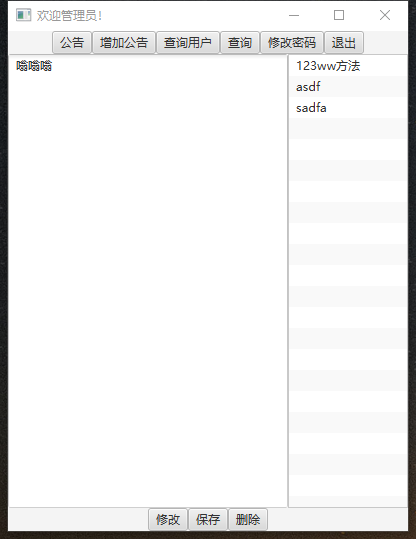 欢迎管理员!
公告 增加公告 查询用户 查询 修改密码 退出
嗡嗡嗡
123ww方法
asdf
sadfa
修改 保存 删除